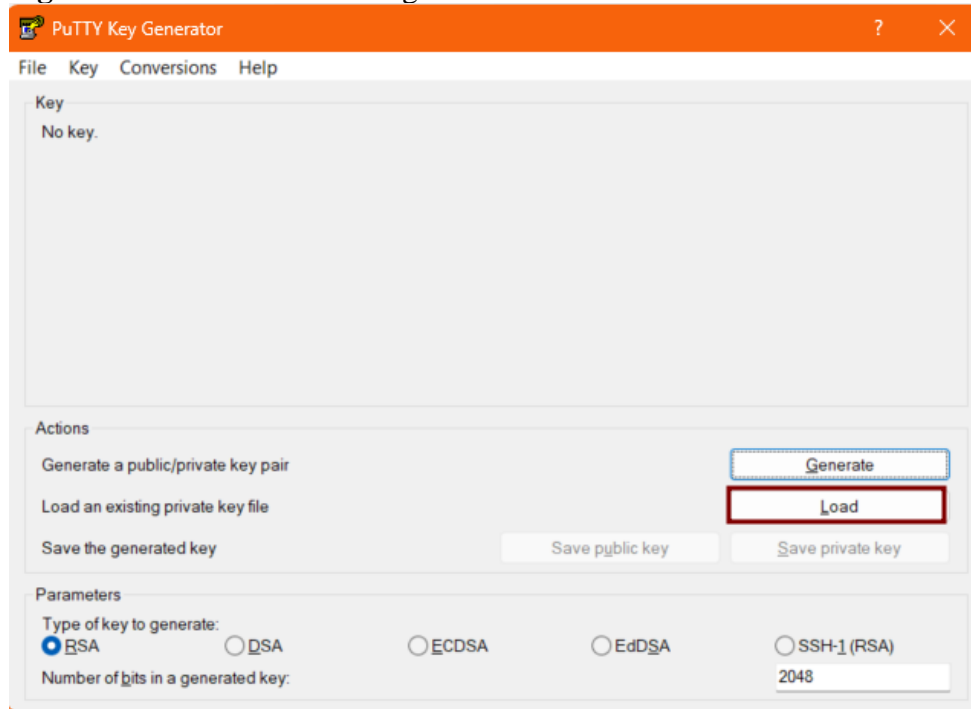 PuTTY Key Generator ? ×
File Key Conversions Help
Key
No key.
Actions
Generate a public/private key pair Generate
Load an existing private key file Load
Save the generated key Save public key Save private key
Parameters
Type of key to generate:
RSA DSA ECDSA EdDSA SSH-1 (RSA)
Number of bits in a generated key: 2048